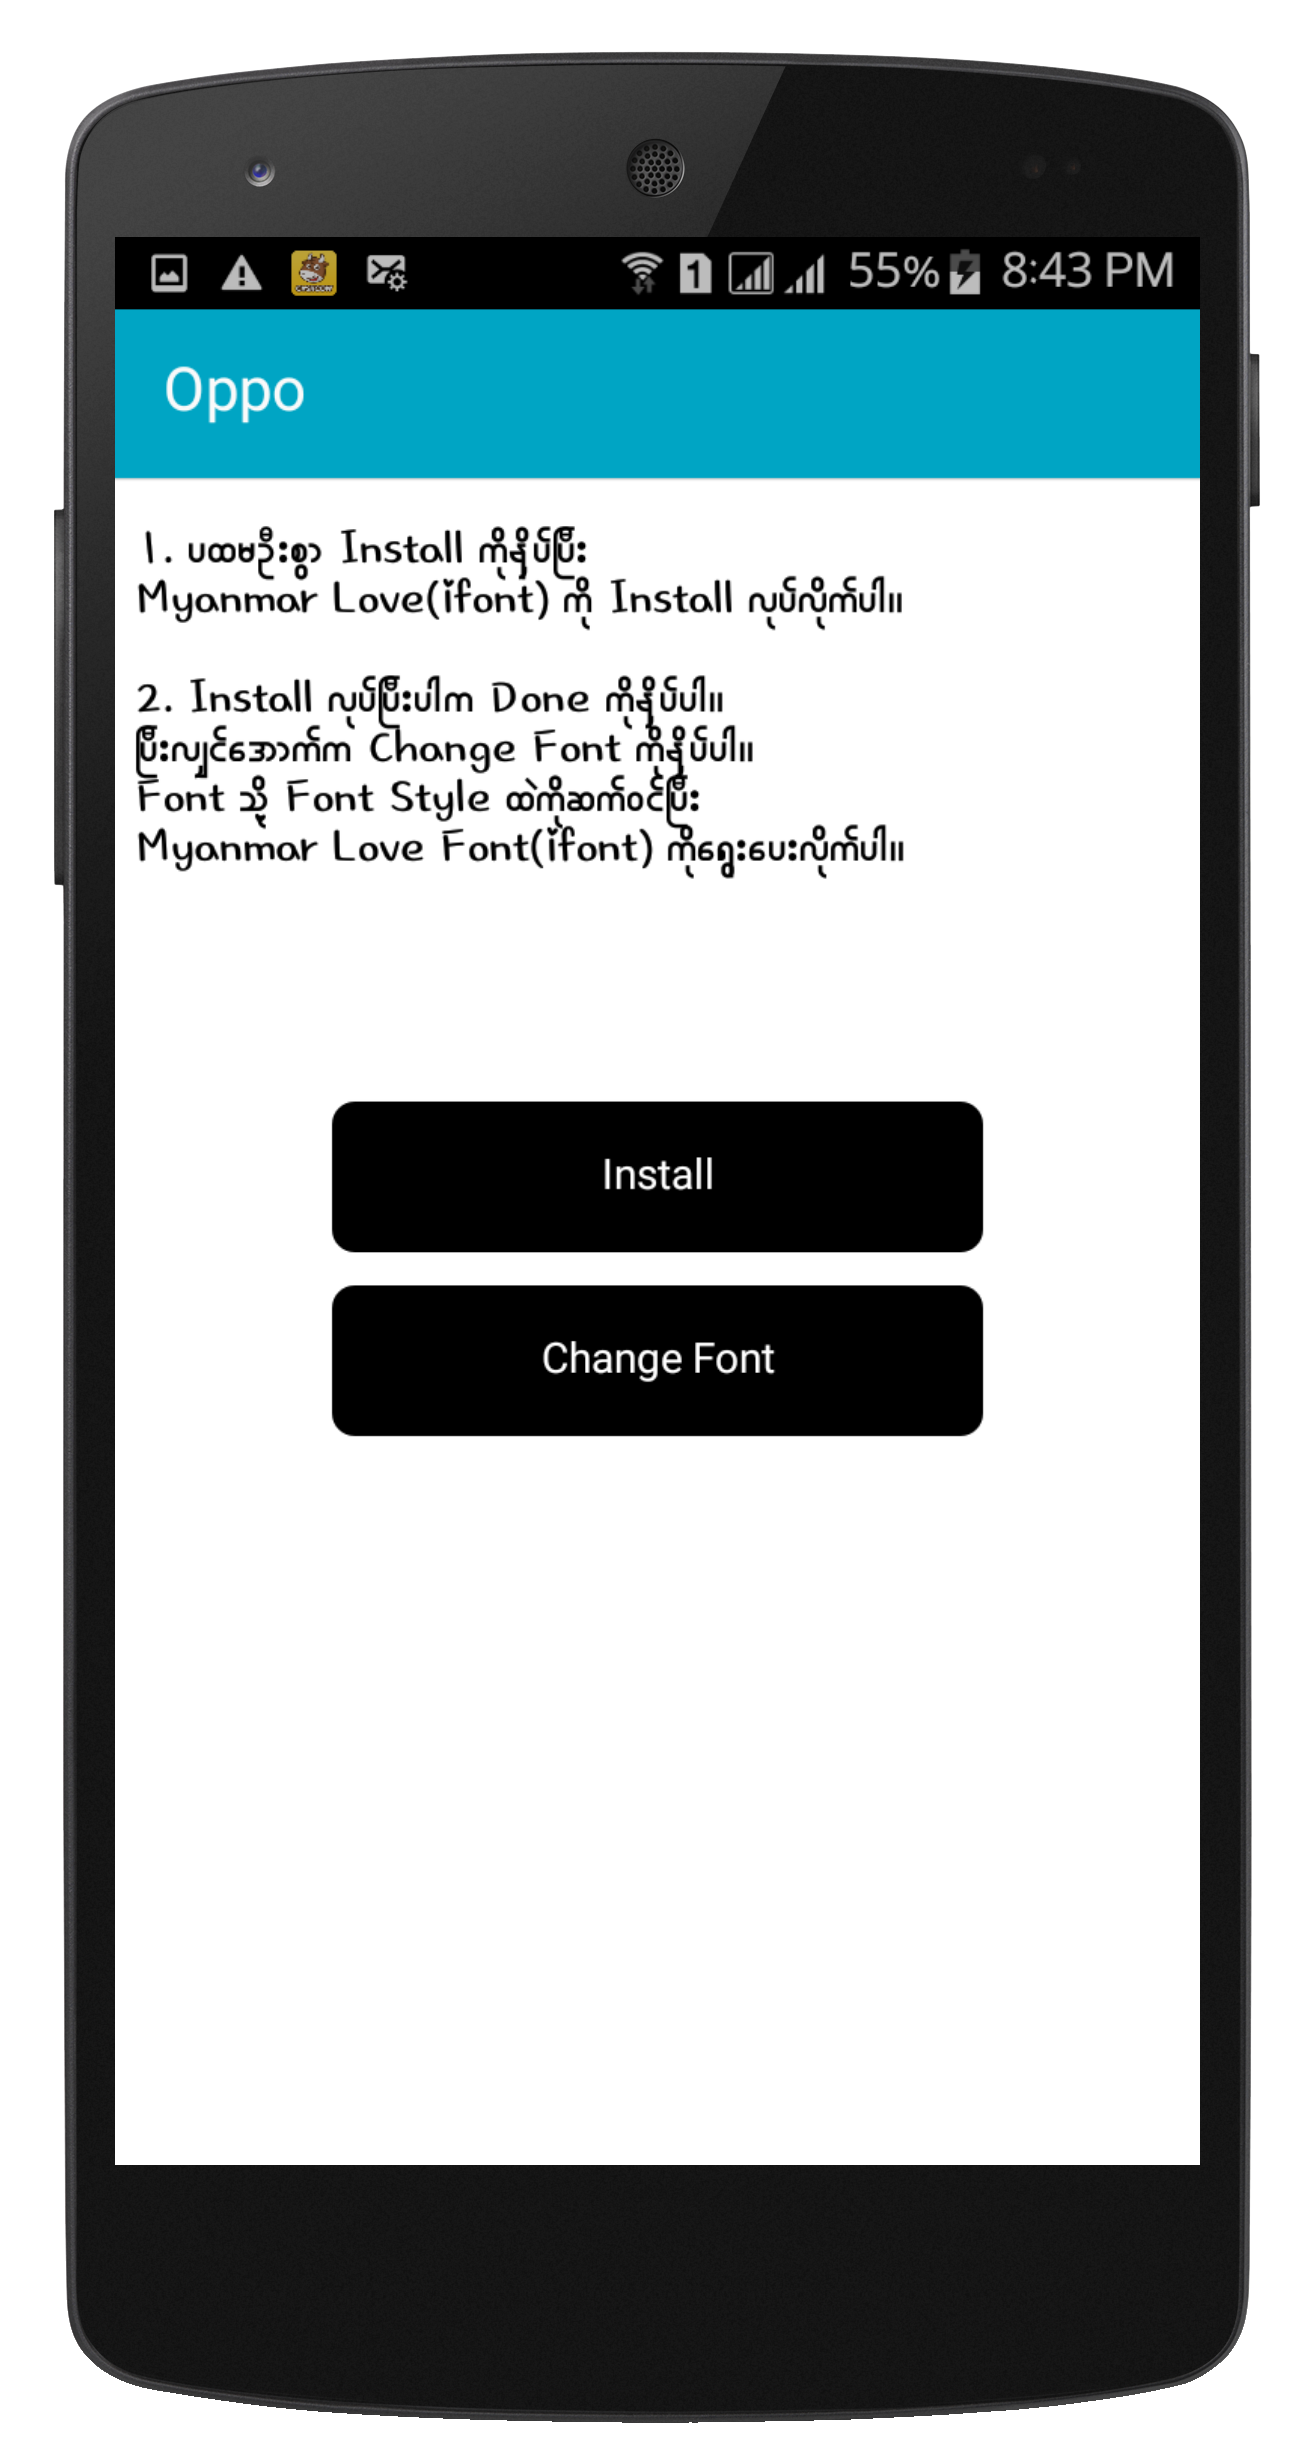 55% 8:43 PM
Oppo
1. ပထမဦးစွာ Install ကိုနှိပ်ပြီး
Myanmar Love(ifont) ကို Install လုပ်လိုက်ပါ။
2. Install လုပ်ပြီးပါက Done ကိုနှိပ်ပါ။
ပြီးလျှင်အောက်က Change Font ကိုနှိပ်ပါ။
Font သို့ Font Style ထဲကိုဆက်ဝင်ပြီး
Myanmar Love Font(ifont) ကိုရွေးပေးလိုက်ပါ။
Install
Change Font